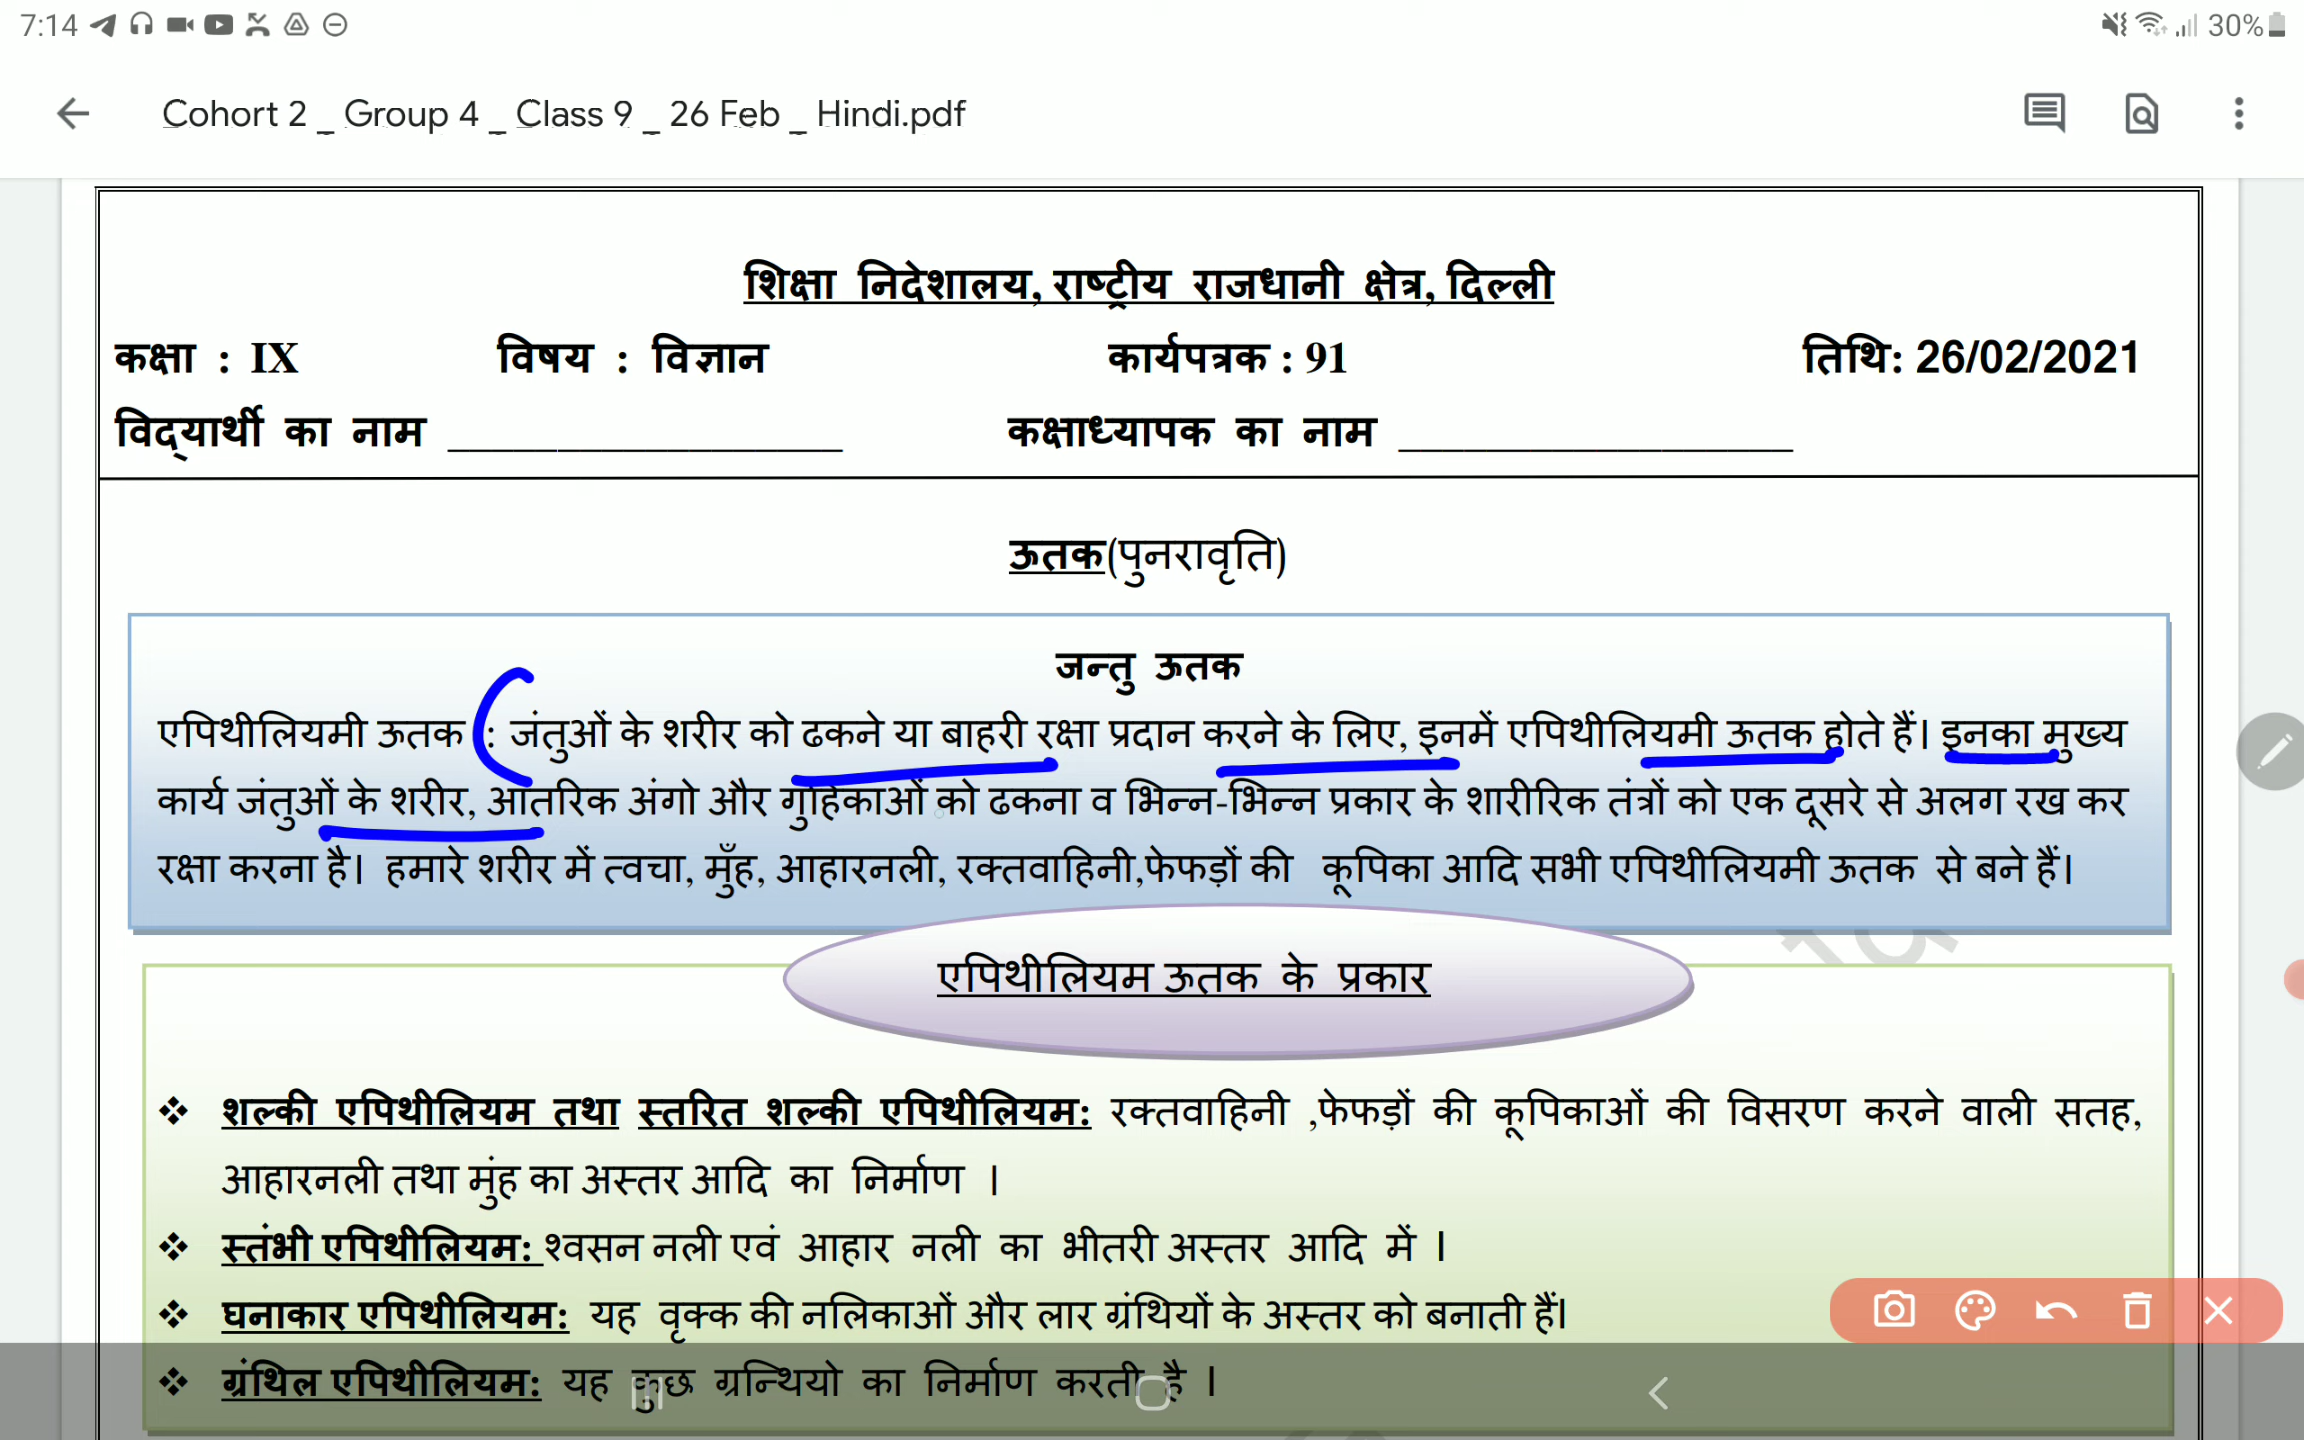 7:14 30%
Cohort 2 _ Group 4 _ Class 9 _ 26 Feb _ Hindi.pdf
शिक्षा निदेशालय, राष्ट्रीय राजधानी क्षेत्र, दिल्ली
कक्षा : IX विषय : विज्ञान कार्यपत्रक : 91 तिथि: 26/02/2021
विद्यार्थी का नाम __________________ कक्षाध्यापक का नाम __________________
ऊतक(पुनरावृति)
जन्तु ऊतक
एपिथीलियमी ऊतक : जंतुओं के शरीर को ढकने या बाहरी रक्षा प्रदान करने के लिए, इनमें एपिथीलियमी ऊतक होते हैं। इनका मुख्य
कार्य जंतुओं के शरीर, आंतरिक अंगो और गुहिकाओं को ढकना व भिन्न-भिन्न प्रकार के शारीरिक तंत्रों को एक दूसरे से अलग रख कर
रक्षा करना है। हमारे शरीर में त्वचा, मुँह, आहारनली, रक्तवाहिनी,फेफड़ों की कूपिका आदि सभी एपिथीलियमी ऊतक से बने हैं।
एपिथीलियम ऊतक के प्रकार
❖ शल्की एपिथीलियम तथा स्तरित शल्की एपिथीलियम: रक्तवाहिनी ,फेफड़ों की कूपिकाओं की विसरण करने वाली सतह,
आहारनली तथा मुंह का अस्तर आदि का निर्माण ।
❖ स्तंभी एपिथीलियम: श्वसन नली एवं आहार नली का भीतरी अस्तर आदि में ।
❖ घनाकार एपिथीलियम: यह वृक्क की नलिकाओं और लार ग्रंथियों के अस्तर को बनाती हैं।
❖ ग्रंथिल एपिथीलियम: यह कुछ ग्रन्थियो का निर्माण करती है ।